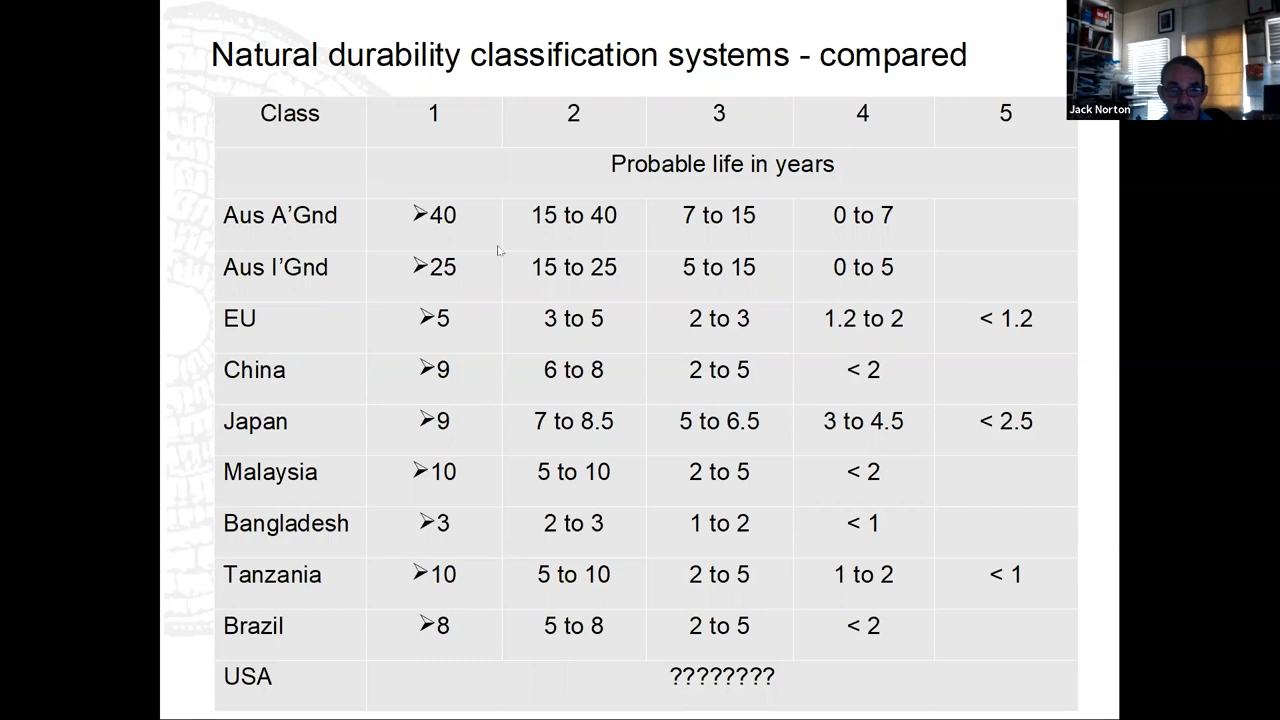 Natural durability classification systems - compared
Jack Norton
Class 1 2 3 4 5
Probable life in years
Aus A'Gnd ➢40 15 to 40 7 to 15 0 to 7
Aus I'Gnd ➢25 15 to 25 5 to 15 0 to 5
EU ➢5 3 to 5 2 to 3 1.2 to 2 < 1.2
China ➢9 6 to 8 2 to 5 < 2
Japan ➢9 7 to 8.5 5 to 6.5 3 to 4.5 < 2.5
Malaysia ➢10 5 to 10 2 to 5 < 2
Bangladesh ➢3 2 to 3 1 to 2 < 1
Tanzania ➢10 5 to 10 2 to 5 1 to 2 < 1
Brazil ➢8 5 to 8 2 to 5 < 2
USA ????????